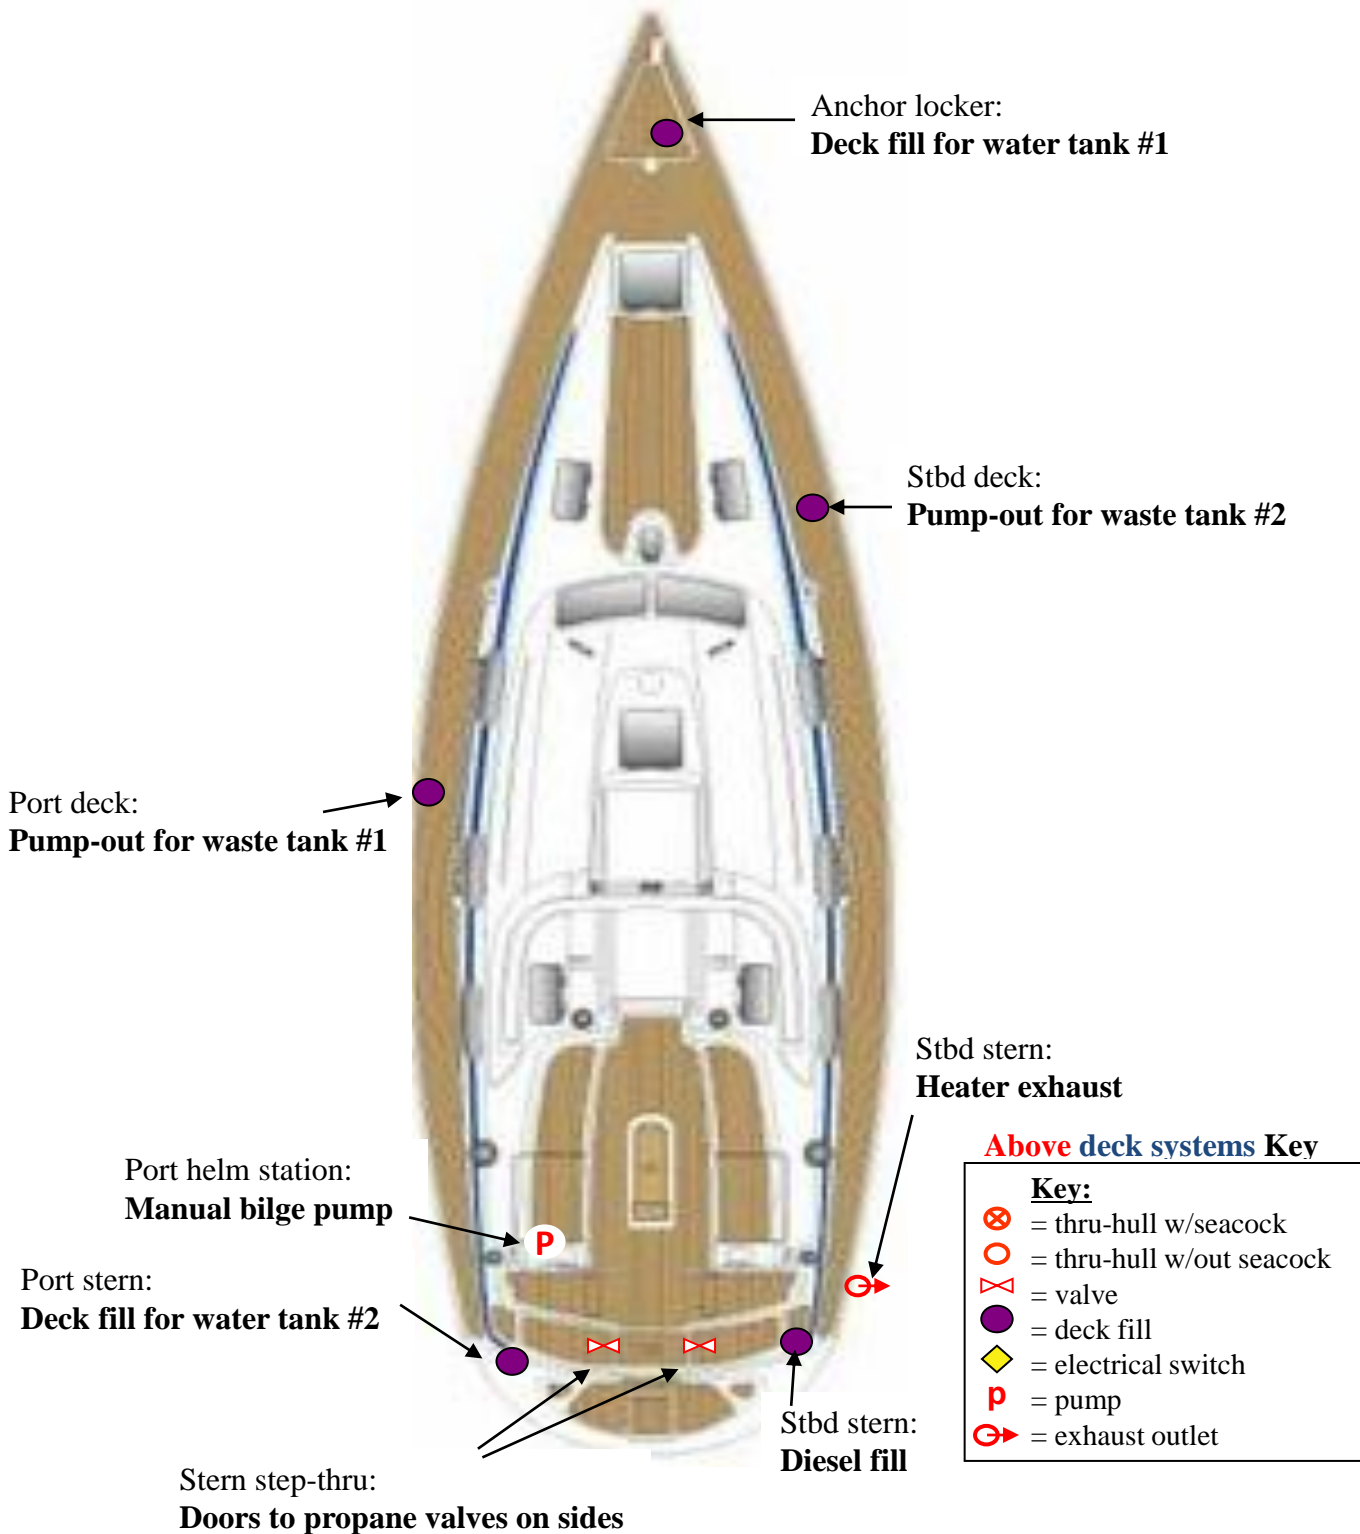 Anchor locker:
Deck fill for water tank #1
Stbd deck:
Pump-out for waste tank #2
Port deck:
Pump-out for waste tank #1
Stbd stern:
Heater exhaust
Port helm station:
Manual bilge pump
P
Port stern:
Deck fill for water tank #2
Stbd stern:
Diesel fill
Stern step-thru:
Doors to propane valves on sides
Above deck systems Key
Key:
= thru-hull w/seacock
= thru-hull w/out seacock
= valve
= deck fill
= electrical switch
p = pump
= exhaust outlet